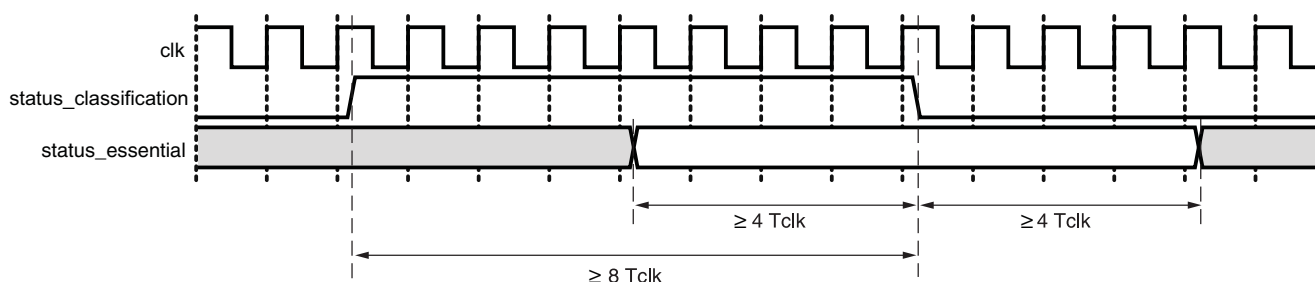 clk
status_classification
status_essential
≥ 4 Tclk
≥ 4 Tclk
≥ 8 Tclk